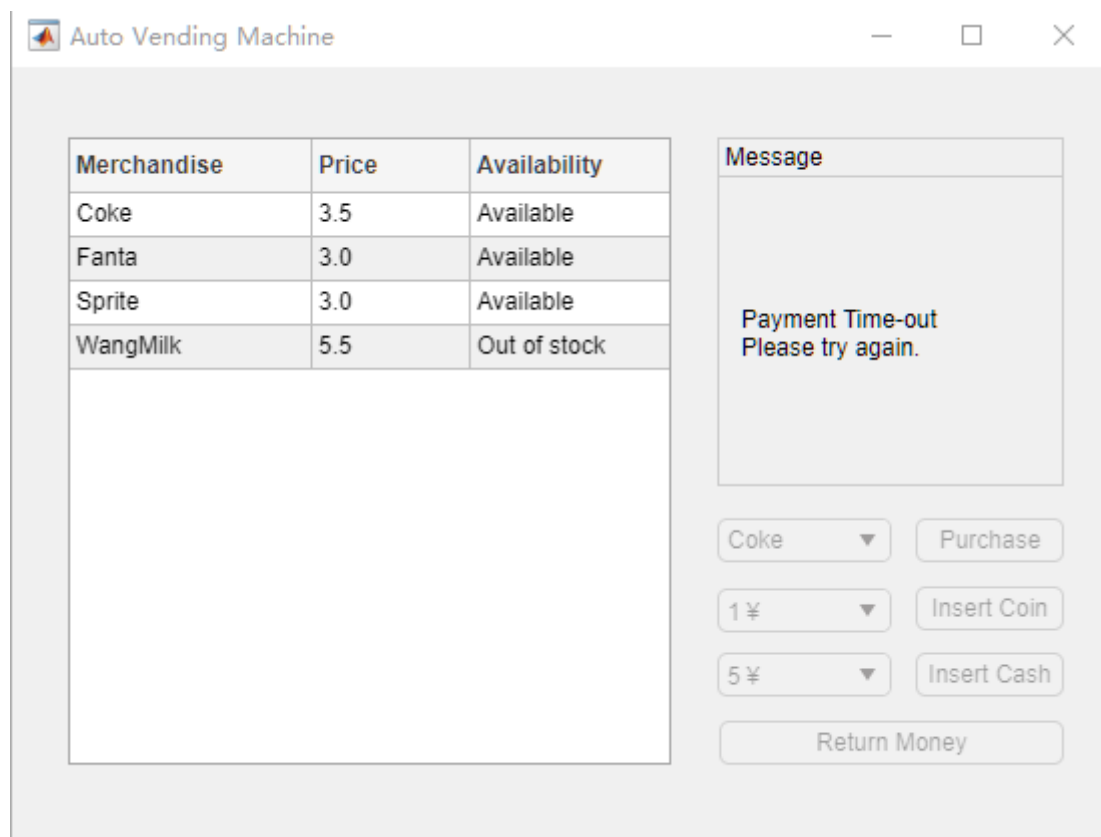 Auto Vending Machine
Merchandise Price Availability
Coke 3.5 Available
Fanta 3.0 Available
Sprite 3.0 Available
WangMilk 5.5 Out of stock
Message
Payment Time-out
Please try again.
Coke Purchase
1 ¥ Insert Coin
5 ¥ Insert Cash
Return Money